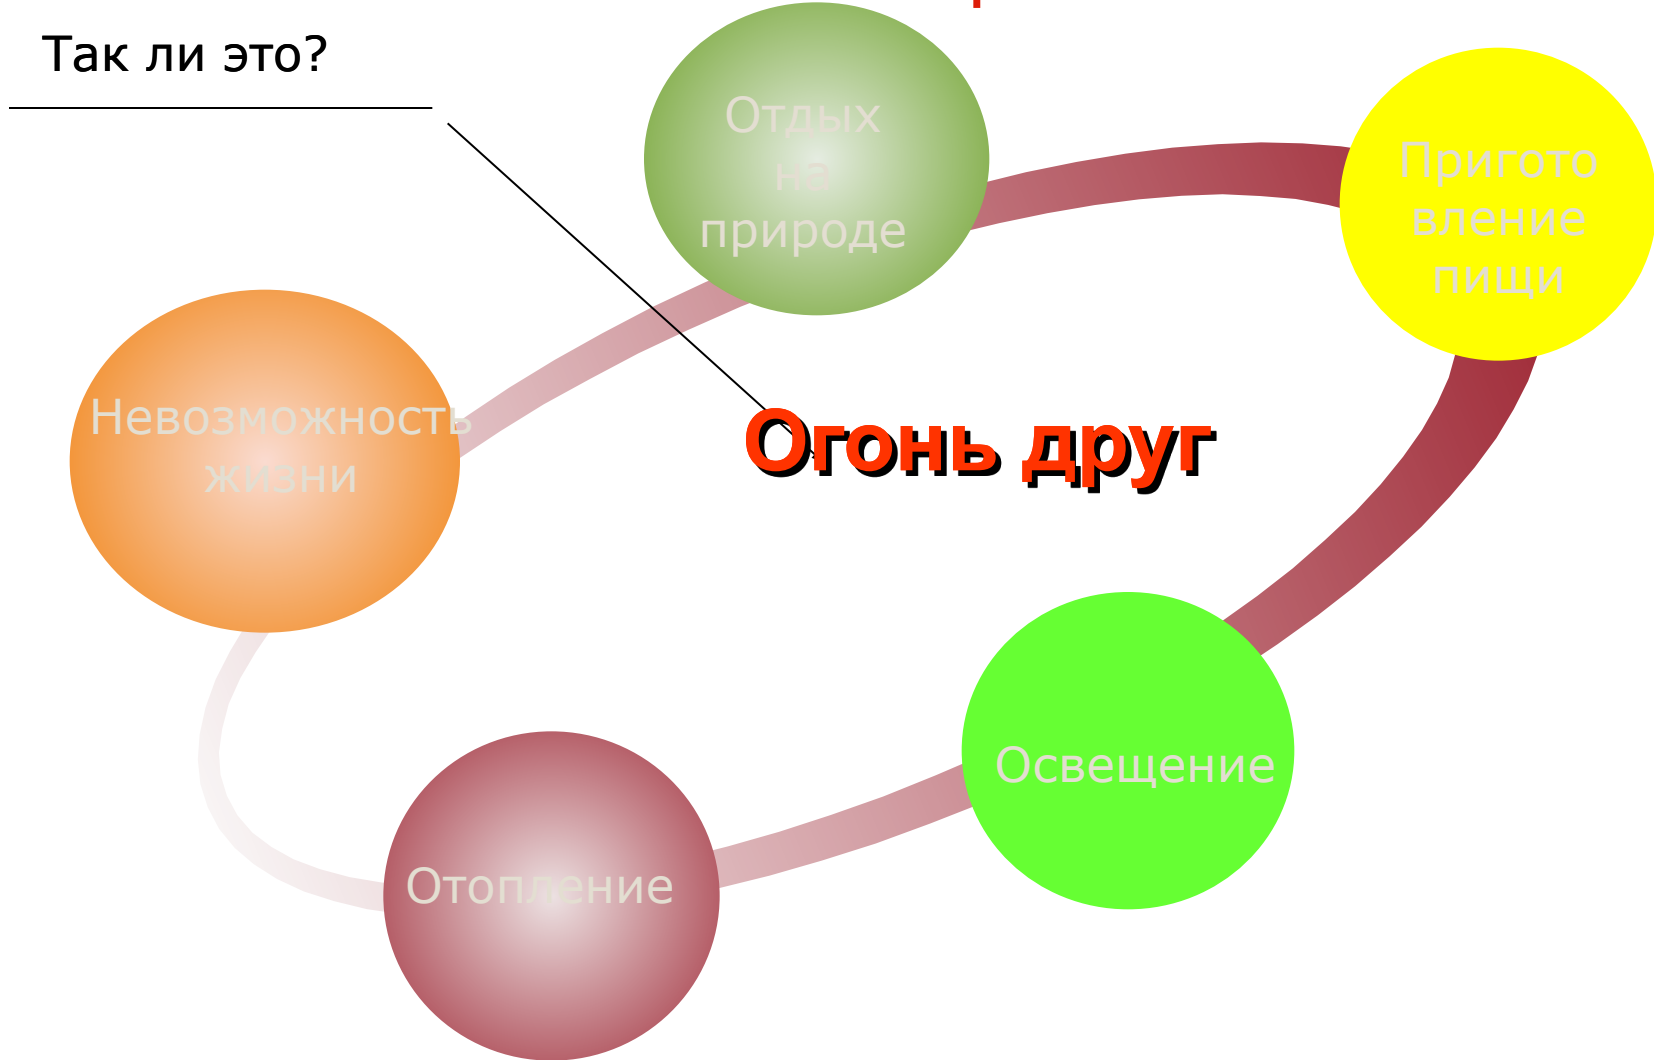 Так ли это?
Отдых
на
природе
Пригото
вление
пищи
Невозможность
жизни
Огонь друг
Освещение
Отопление